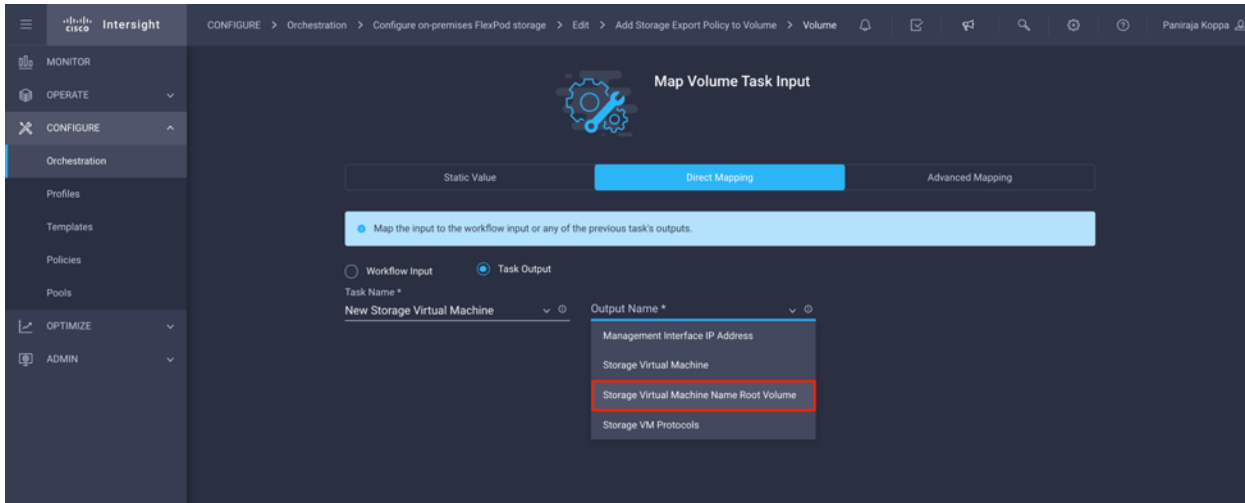 cisco Intersight
CONFIGURE > Orchestration > Configure on-premises FlexPod storage > Edit > Add Storage Export Policy to Volume > Volume
Paniraja Koppa
MONITOR
OPERATE
CONFIGURE
Orchestration
Profiles
Templates
Policies
Pools
OPTIMIZE
ADMIN
Map Volume Task Input
Static Value
Direct Mapping
Advanced Mapping
Map the input to the workflow input or any of the previous task's outputs.
Workflow Input
Task Output
Task Name *
New Storage Virtual Machine
Output Name *
Management Interface IP Address
Storage Virtual Machine
Storage Virtual Machine Name Root Volume
Storage VM Protocols